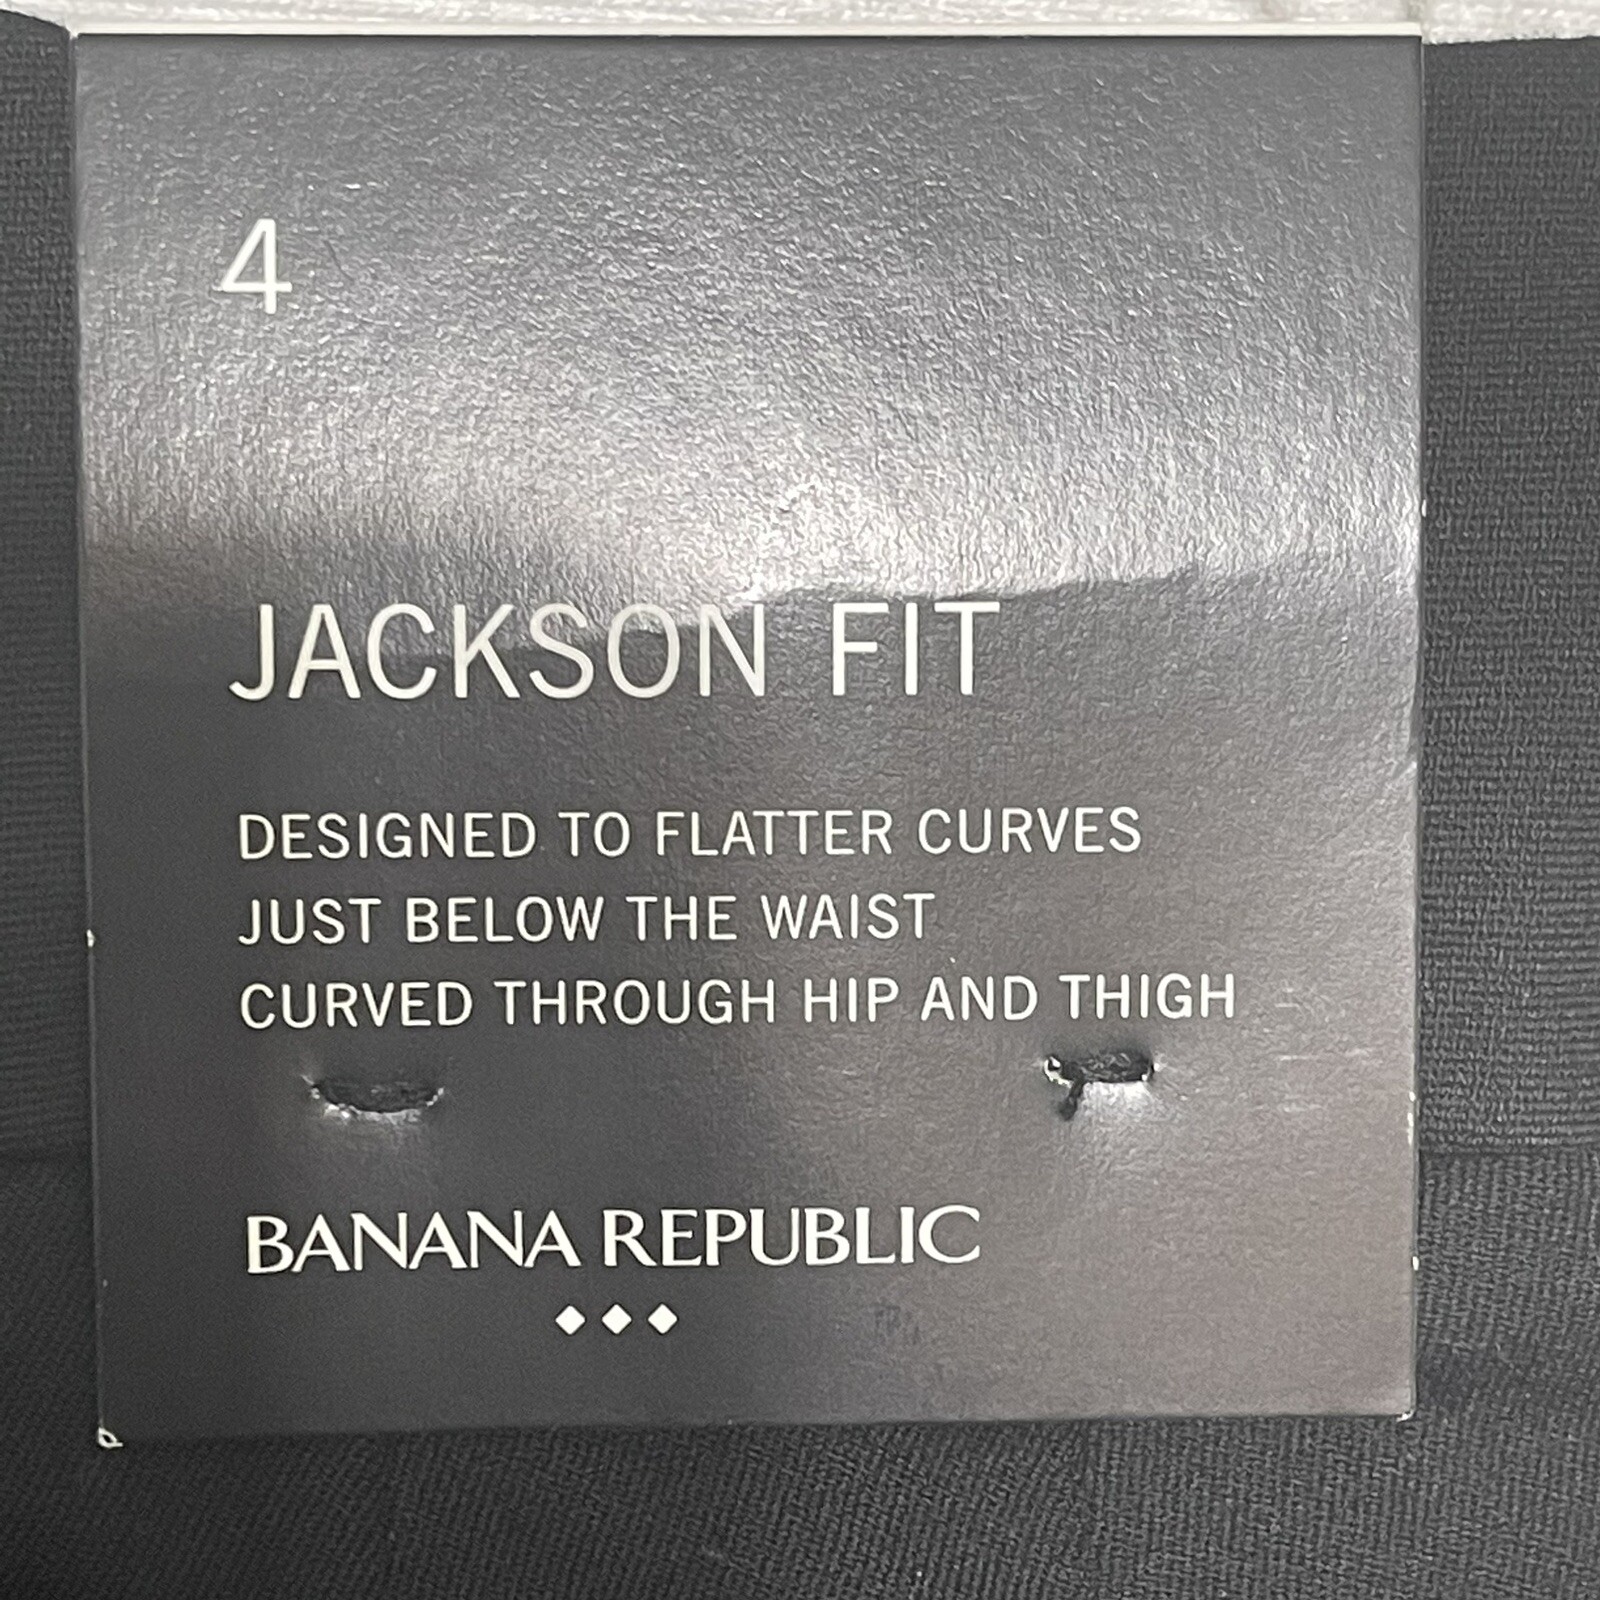 4
JACKSON FIT
DESIGNED TO FLATTER CURVES
JUST BELOW THE WAIST
CURVED THROUGH HIP AND THIGH
BANANA REPUBLIC